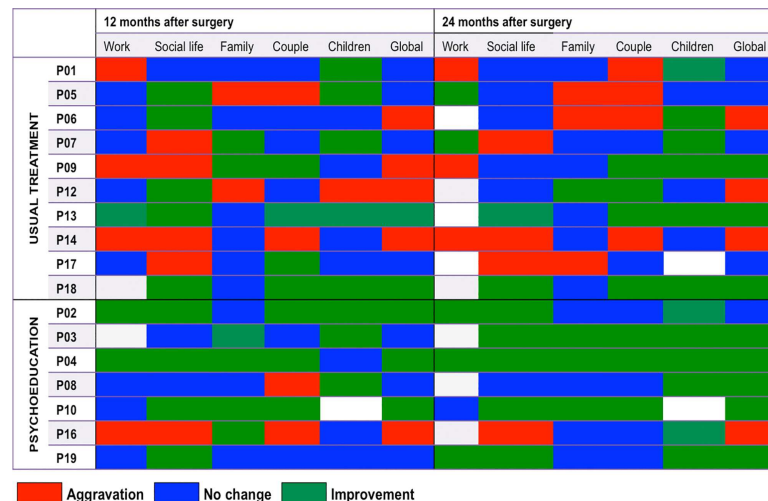 12 months after surgery 24 months after surgery
Work Social life Family Couple Children Global Work Social life Family Couple Children Global
USUAL TREATMENT
P01
P05
P06
P07
P09
P12
P13
P14
P17
P18
PSYCHOEDUCATION
P02
P03
P04
P08
P10
P16
P19
Aggravation No change Improvement